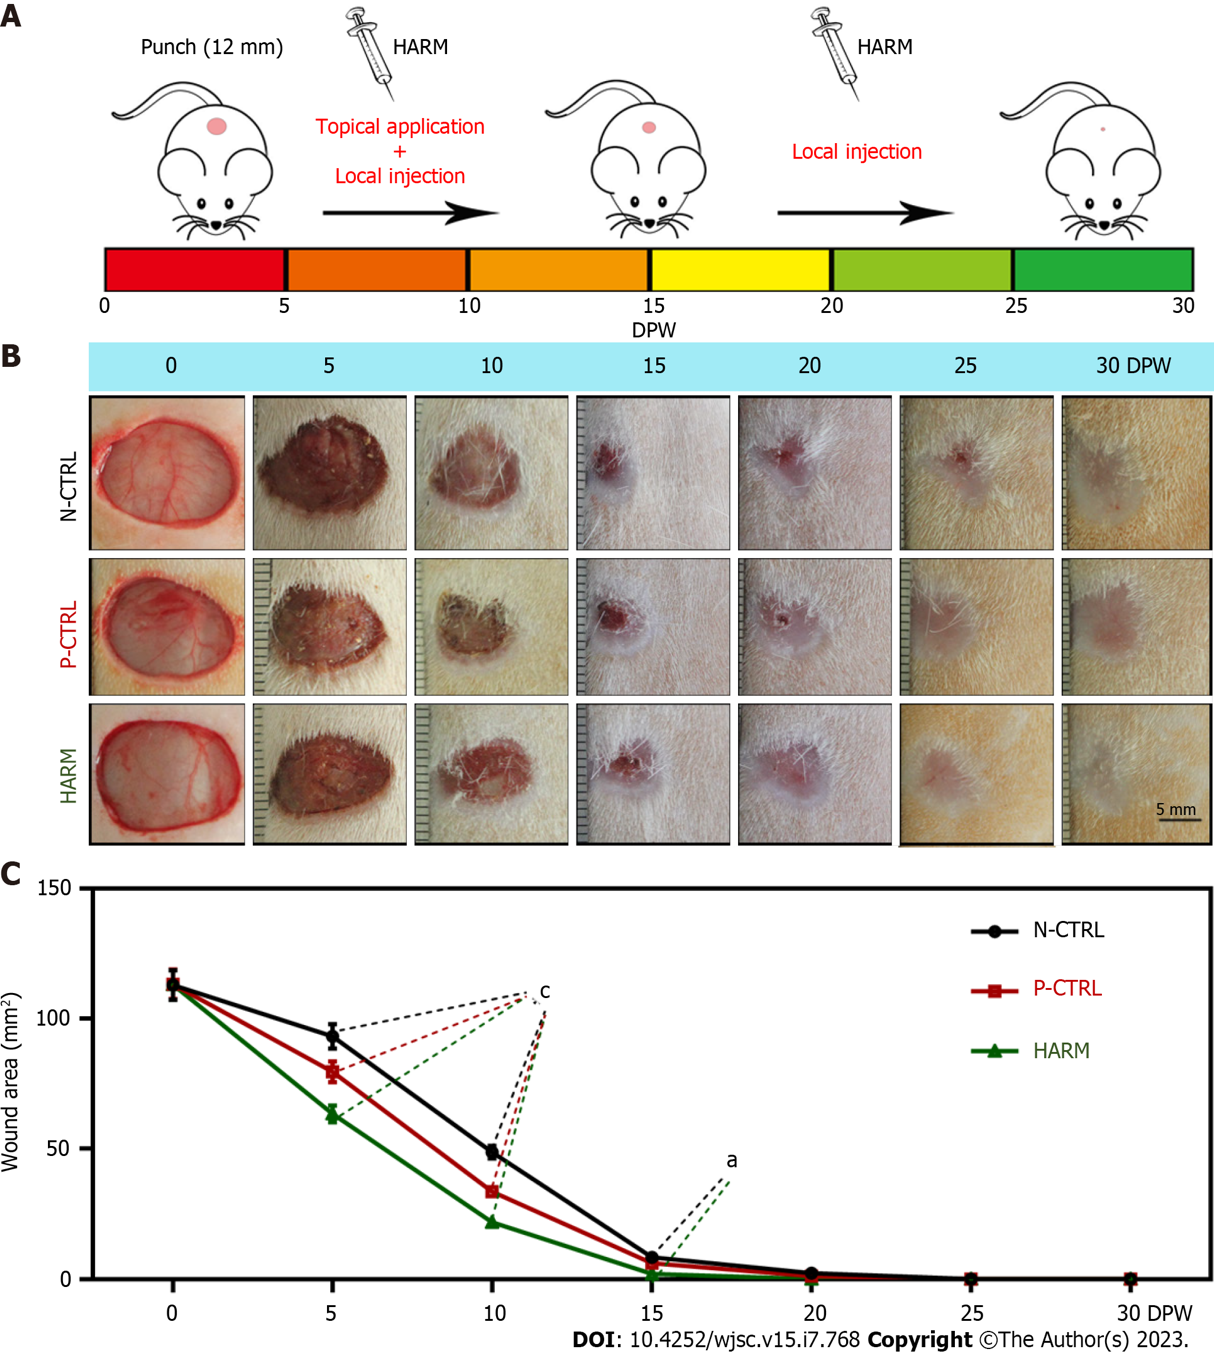 A
Punch (12 mm)
HARM
HARM
Topical application
+
Local injection
Local injection
0 5 10 15 20 25 30
DPW
B
0 5 10 15 20 25 30 DPW
N-CTRL
P-CTRL
HARM
5 mm
C
150
100
50
0
Wound area (mm²)
c
a
N-CTRL
P-CTRL
HARM
0 5 10 15 20 25 30 DPW
DOI: 10.4252/wjsc.v15.i7.768 Copyright ©The Author(s) 2023.